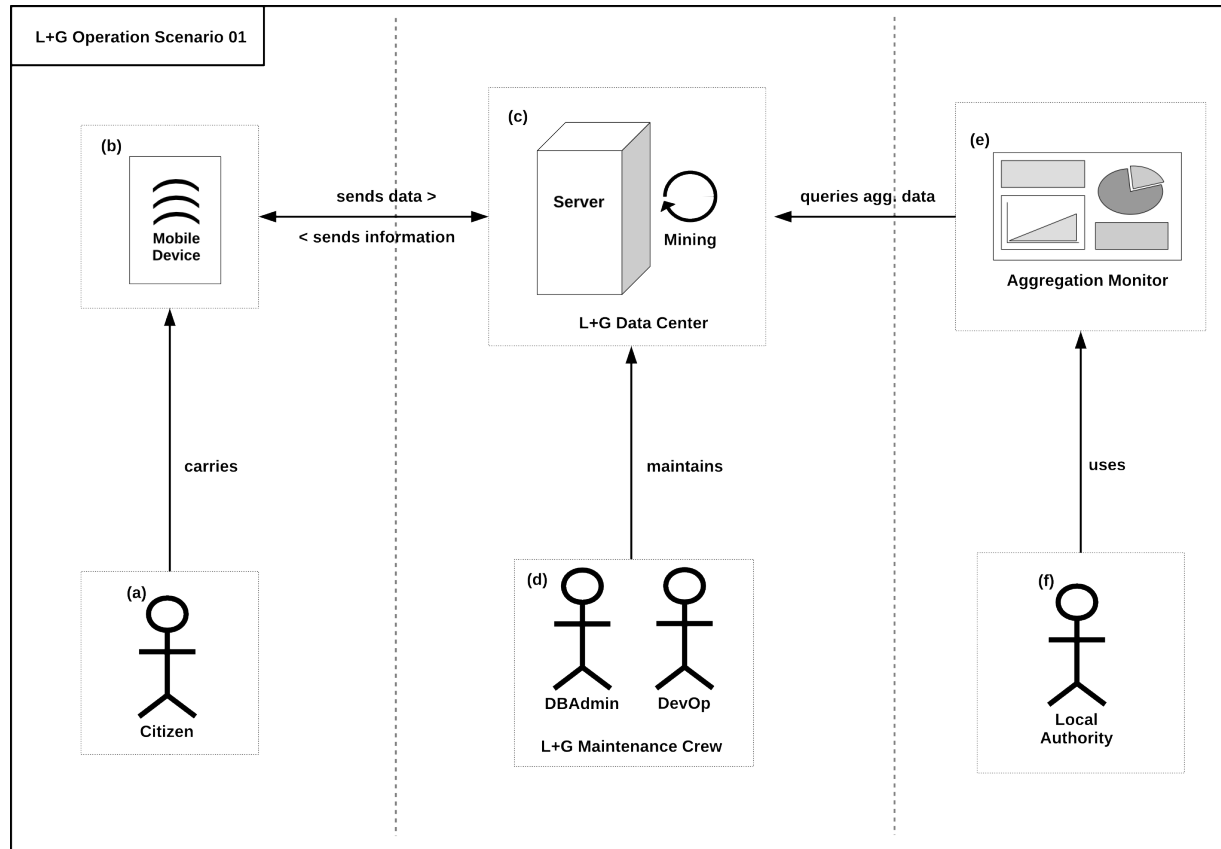 L+G Operation Scenario 01
(b)
Mobile
Device
sends data >
< sends information
(c)
Server
Mining
L+G Data Center
queries agg. data
(e)
Aggregation Monitor
carries
maintains
uses
(a)
Citizen
(d)
DBAdmin
DevOp
L+G Maintenance Crew
(f)
Local
Authority